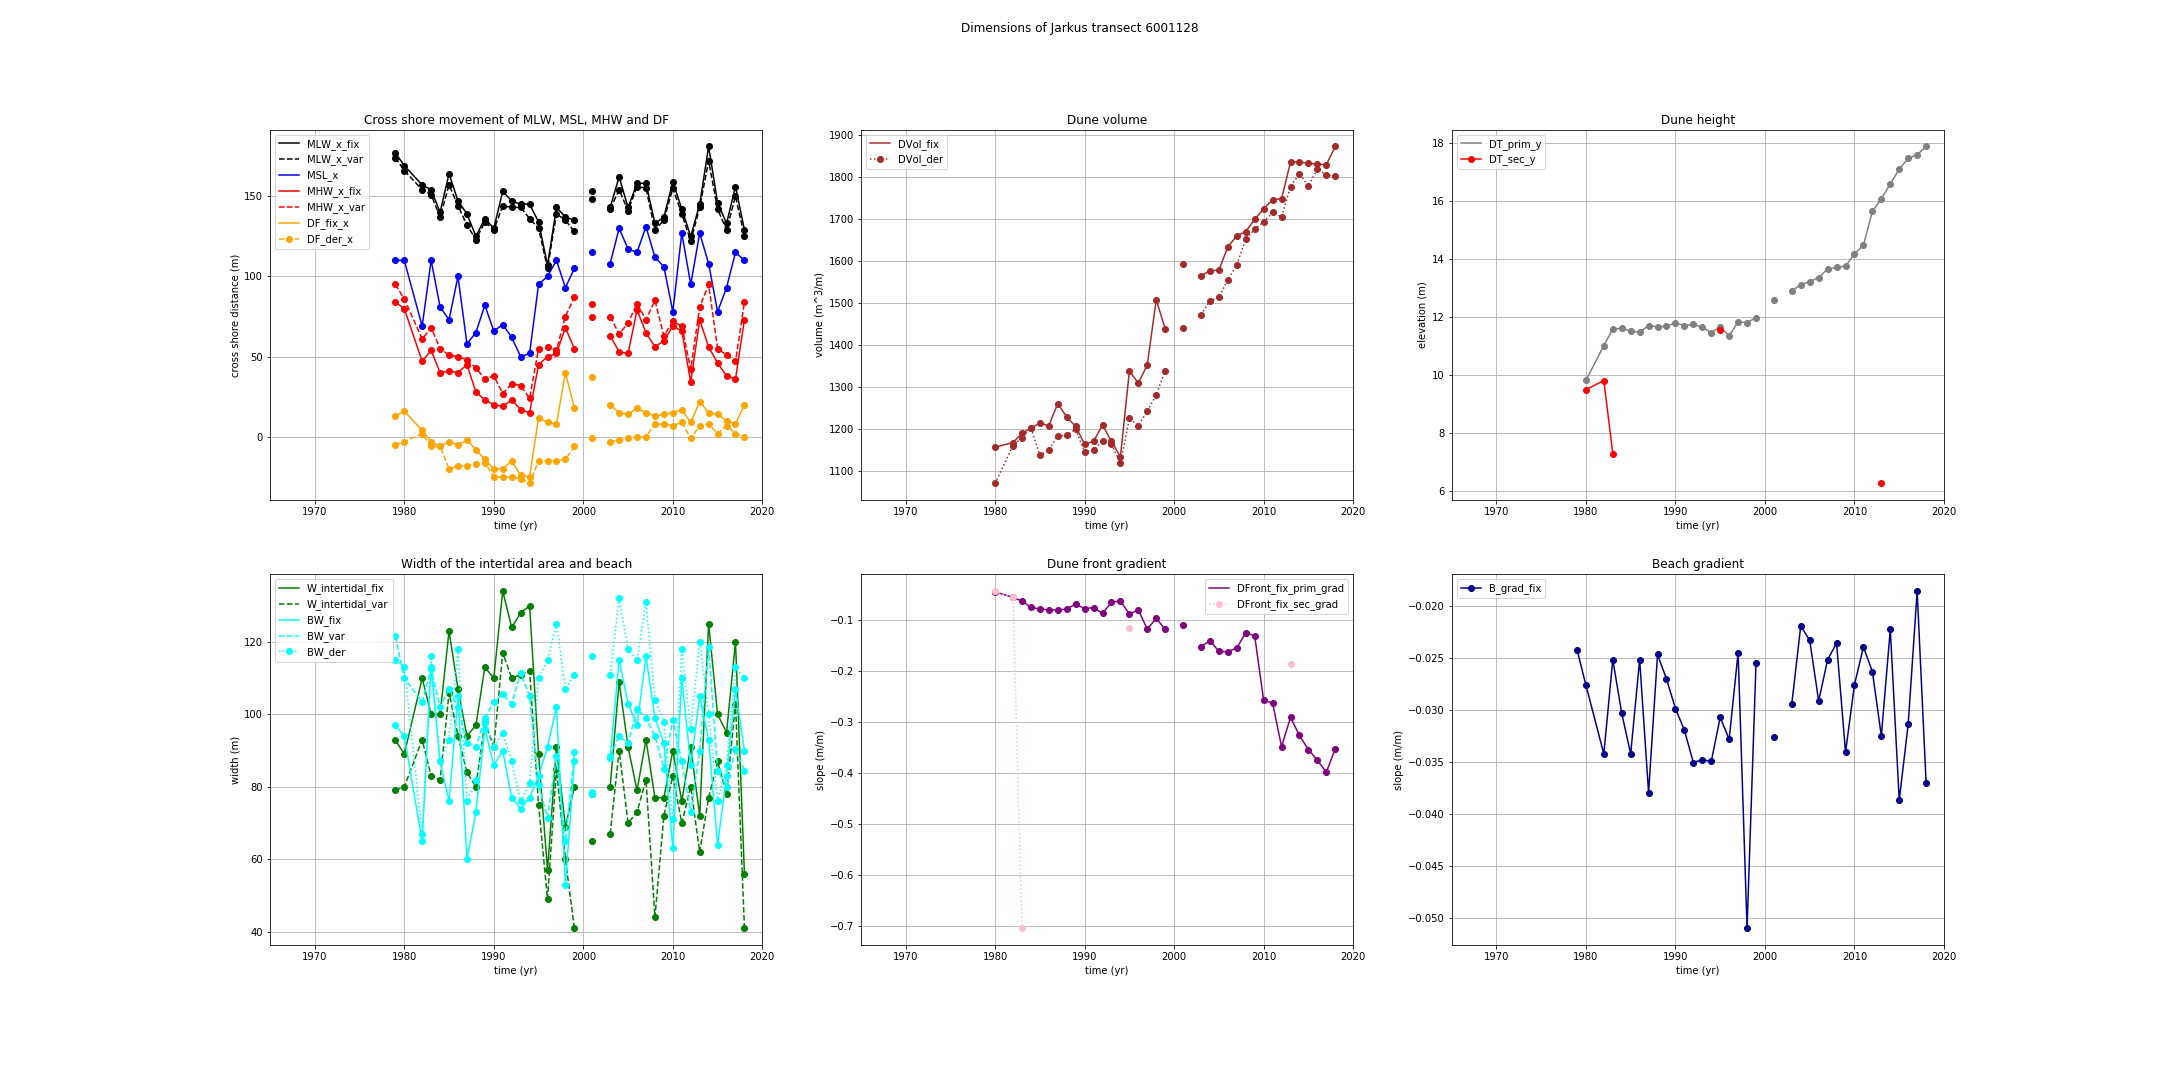 Dimensions of Jarkus transect 6001128
Cross shore movement of MLW, MSL, MHW and DF
MLW_x_fix
MLW_x_var
MSL_x
MHW_x_fix
MHW_x_var
DF_fix_x
DF_der_x
cross shore distance (m)
150
100
50
0
1970 1980 1990 2000 2010 2020
time (yr)
Dune volume
DVol_fix
DVol_der
volume (m^3/m)
1900
1800
1700
1600
1500
1400
1300
1200
1100
1970 1980 1990 2000 2010 2020
time (yr)
Dune height
DT_prim_y
DT_sec_y
elevation (m)
18
16
14
12
10
8
6
1970 1980 1990 2000 2010 2020
time (yr)
Width of the intertidal area and beach
W_intertidal_fix
W_intertidal_var
BW_fix
BW_var
BW_der
width (m)
120
100
80
60
40
1970 1980 1990 2000 2010 2020
time (yr)
Dune front gradient
DFront_fix_prim_grad
DFront_fix_sec_grad
slope (m/m)
−0.1
−0.2
−0.3
−0.4
−0.5
−0.6
−0.7
1970 1980 1990 2000 2010 2020
time (yr)
Beach gradient
B_grad_fix
slope (m/m)
−0.020
−0.025
−0.030
−0.035
−0.040
−0.045
−0.050
1970 1980 1990 2000 2010 2020
time (yr)